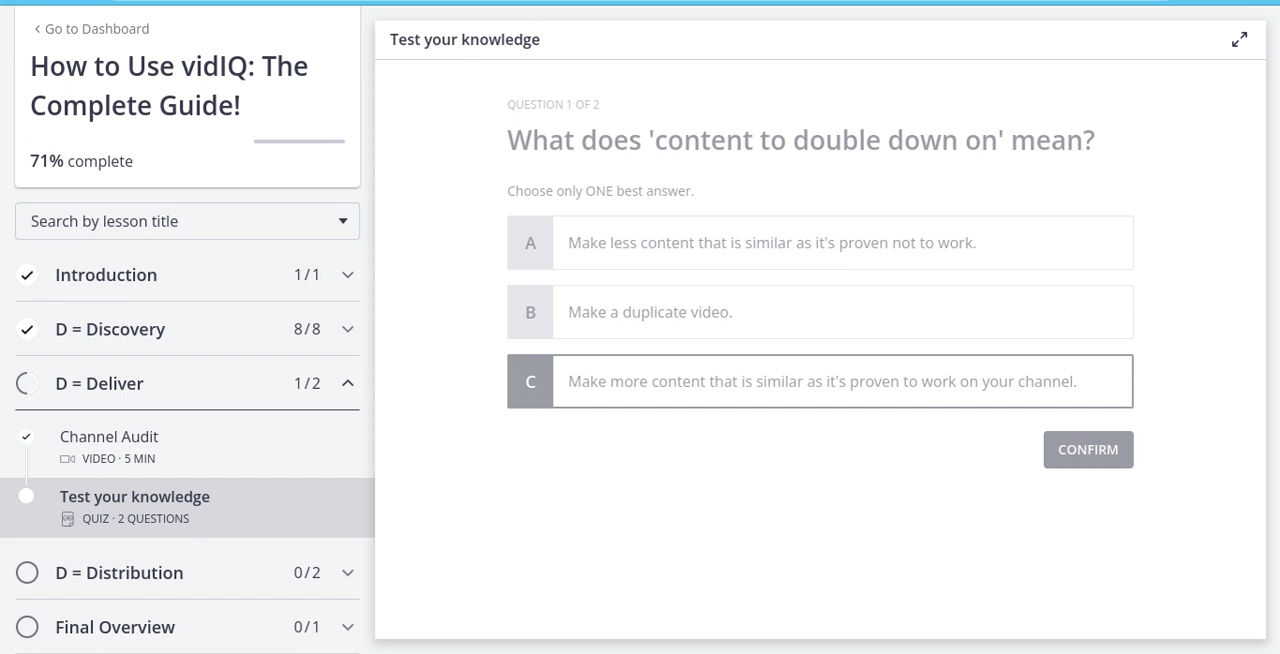 Go to Dashboard
How to Use vidIQ: The
Complete Guide!
71% complete
Search by lesson title
Introduction 1/1
D = Discovery 8/8
D = Deliver 1/2
Channel Audit
VIDEO · 5 MIN
Test your knowledge
QUIZ · 2 QUESTIONS
D = Distribution 0/2
Final Overview 0/1
Test your knowledge
QUESTION 1 OF 2
What does 'content to double down on' mean?
Choose only ONE best answer.
A Make less content that is similar as it's proven not to work.
B Make a duplicate video.
C Make more content that is similar as it's proven to work on your channel.
CONFIRM